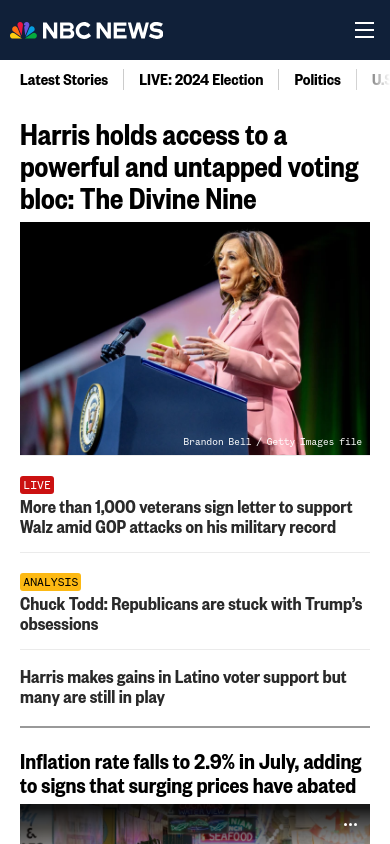 NBC NEWS
Latest Stories
LIVE: 2024 Election
Politics
Harris holds access to a
powerful and untapped voting
bloc: The Divine Nine
Brandon Bell / Getty Images file
LIVE
More than 1,000 veterans sign letter to support
Walz amid GOP attacks on his military record
ANALYSIS
Chuck Todd: Republicans are stuck with Trump’s
obsessions
Harris makes gains in Latino voter support but
many are still in play
Inflation rate falls to 2.9% in July, adding
to signs that surging prices have abated
SEAFOOD